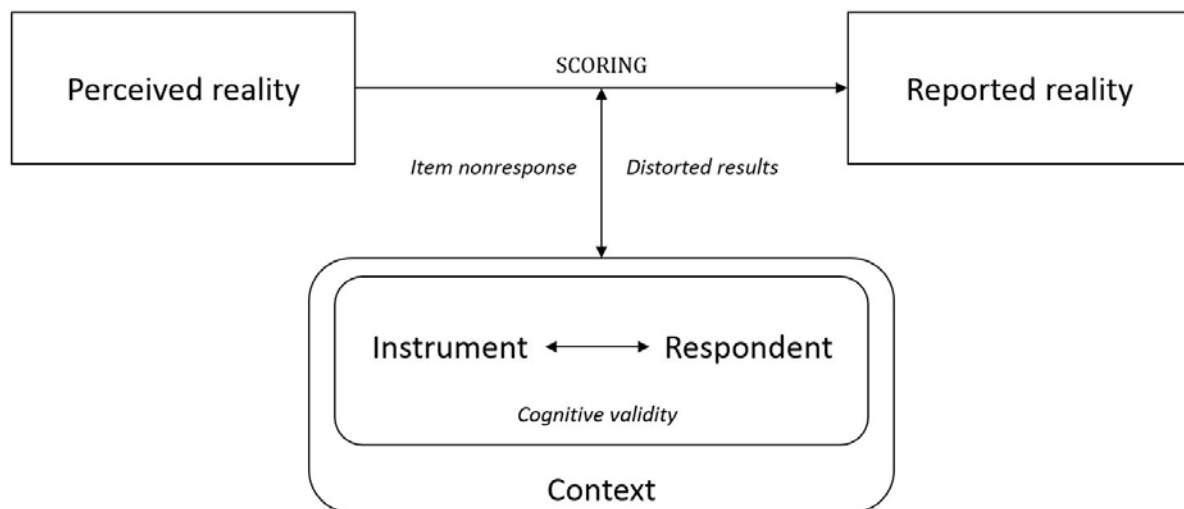 Perceived reality
SCORING
Reported reality
Item nonresponse
Distorted results
Instrument
Respondent
Cognitive validity
Context